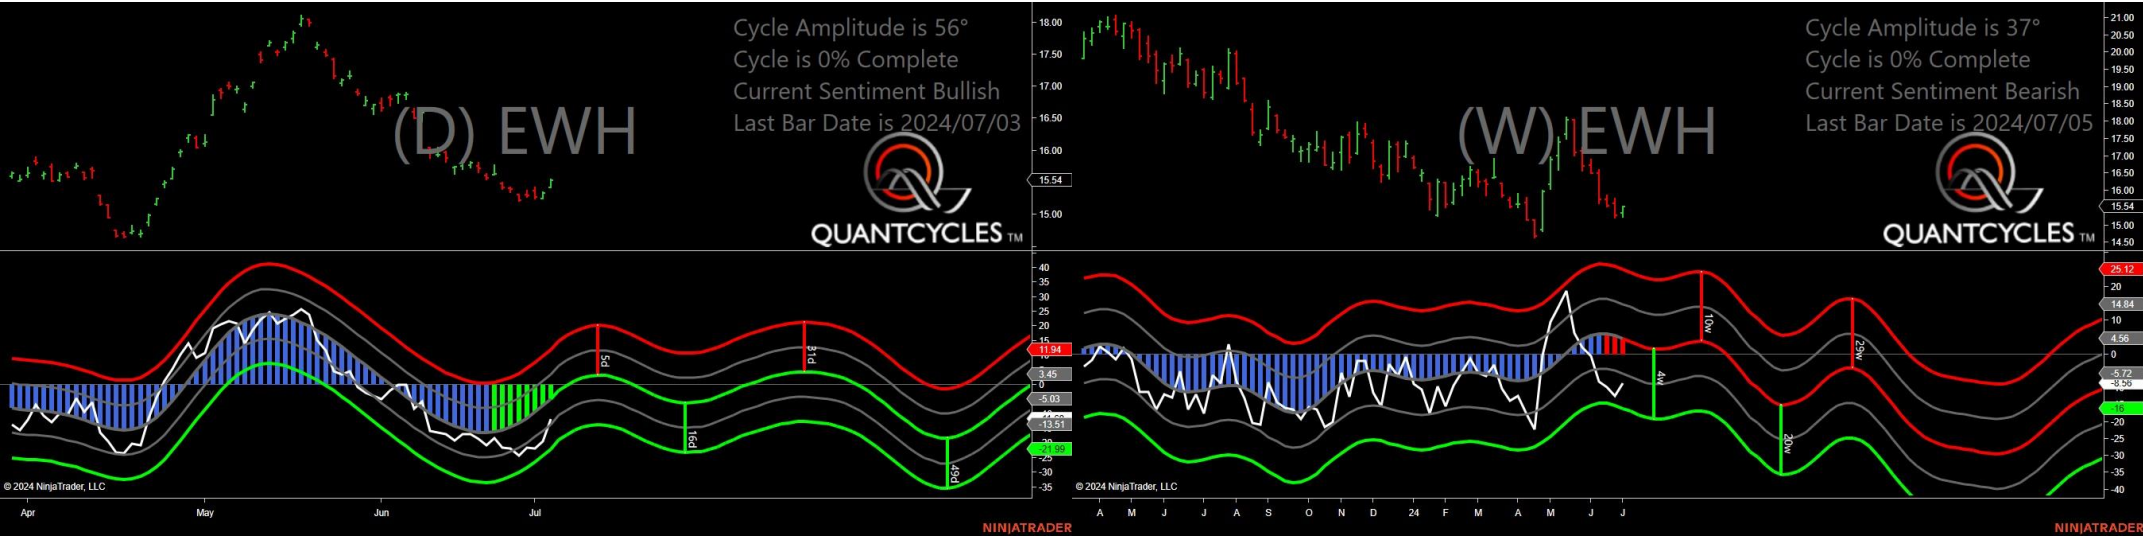 Cycle Amplitude is 56°
Cycle is 0% Complete
Current Sentiment Bullish
Last Bar Date is 2024/07/03
(D) EWH
QUANTCYCLES TM
18.00
17.50
17.00
16.50
16.00
15.54
15.00
40
35
30
25
20
15
11.94
3.45
0
-5.03
-13.51
-21.99
-25
-30
-35
5d
16d
31d
49d
© 2024 NinjaTrader, LLC
Apr May Jun Jul
NINJATRADER
Cycle Amplitude is 37°
Cycle is 0% Complete
Current Sentiment Bearish
Last Bar Date is 2024/07/05
(W) EWH
QUANTCYCLES TM
21.00
20.50
20.00
19.50
19.00
18.50
18.00
17.50
17.00
16.50
16.00
15.54
15.00
14.50
25.12
20
14.84
10
4.56
0
-5.72
-8.56
-16
-20
-25
-30
-35
-40
4w
10w
20w
29w
© 2024 NinjaTrader, LLC
A M J J A S O N D 24 F M A M J J
NINJATRADER